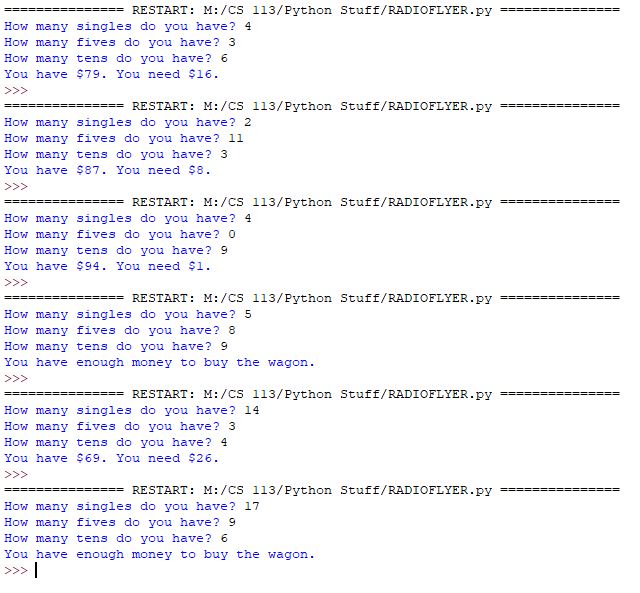 =============== RESTART: M:/CS 113/Python Stuff/RADIOFLYER.py ===============
How many singles do you have? 4
How many fives do you have? 3
How many tens do you have? 6
You have $79. You need $16.
>>>
=============== RESTART: M:/CS 113/Python Stuff/RADIOFLYER.py ===============
How many singles do you have? 2
How many fives do you have? 11
How many tens do you have? 3
You have $87. You need $8.
>>>
=============== RESTART: M:/CS 113/Python Stuff/RADIOFLYER.py ===============
How many singles do you have? 4
How many fives do you have? 0
How many tens do you have? 9
You have $94. You need $1.
>>>
=============== RESTART: M:/CS 113/Python Stuff/RADIOFLYER.py ===============
How many singles do you have? 5
How many fives do you have? 8
How many tens do you have? 9
You have enough money to buy the wagon.
>>>
=============== RESTART: M:/CS 113/Python Stuff/RADIOFLYER.py ===============
How many singles do you have? 14
How many fives do you have? 3
How many tens do you have? 4
You have $69. You need $26.
>>>
=============== RESTART: M:/CS 113/Python Stuff/RADIOFLYER.py ===============
How many singles do you have? 17
How many fives do you have? 9
How many tens do you have? 6
You have enough money to buy the wagon.
>>>